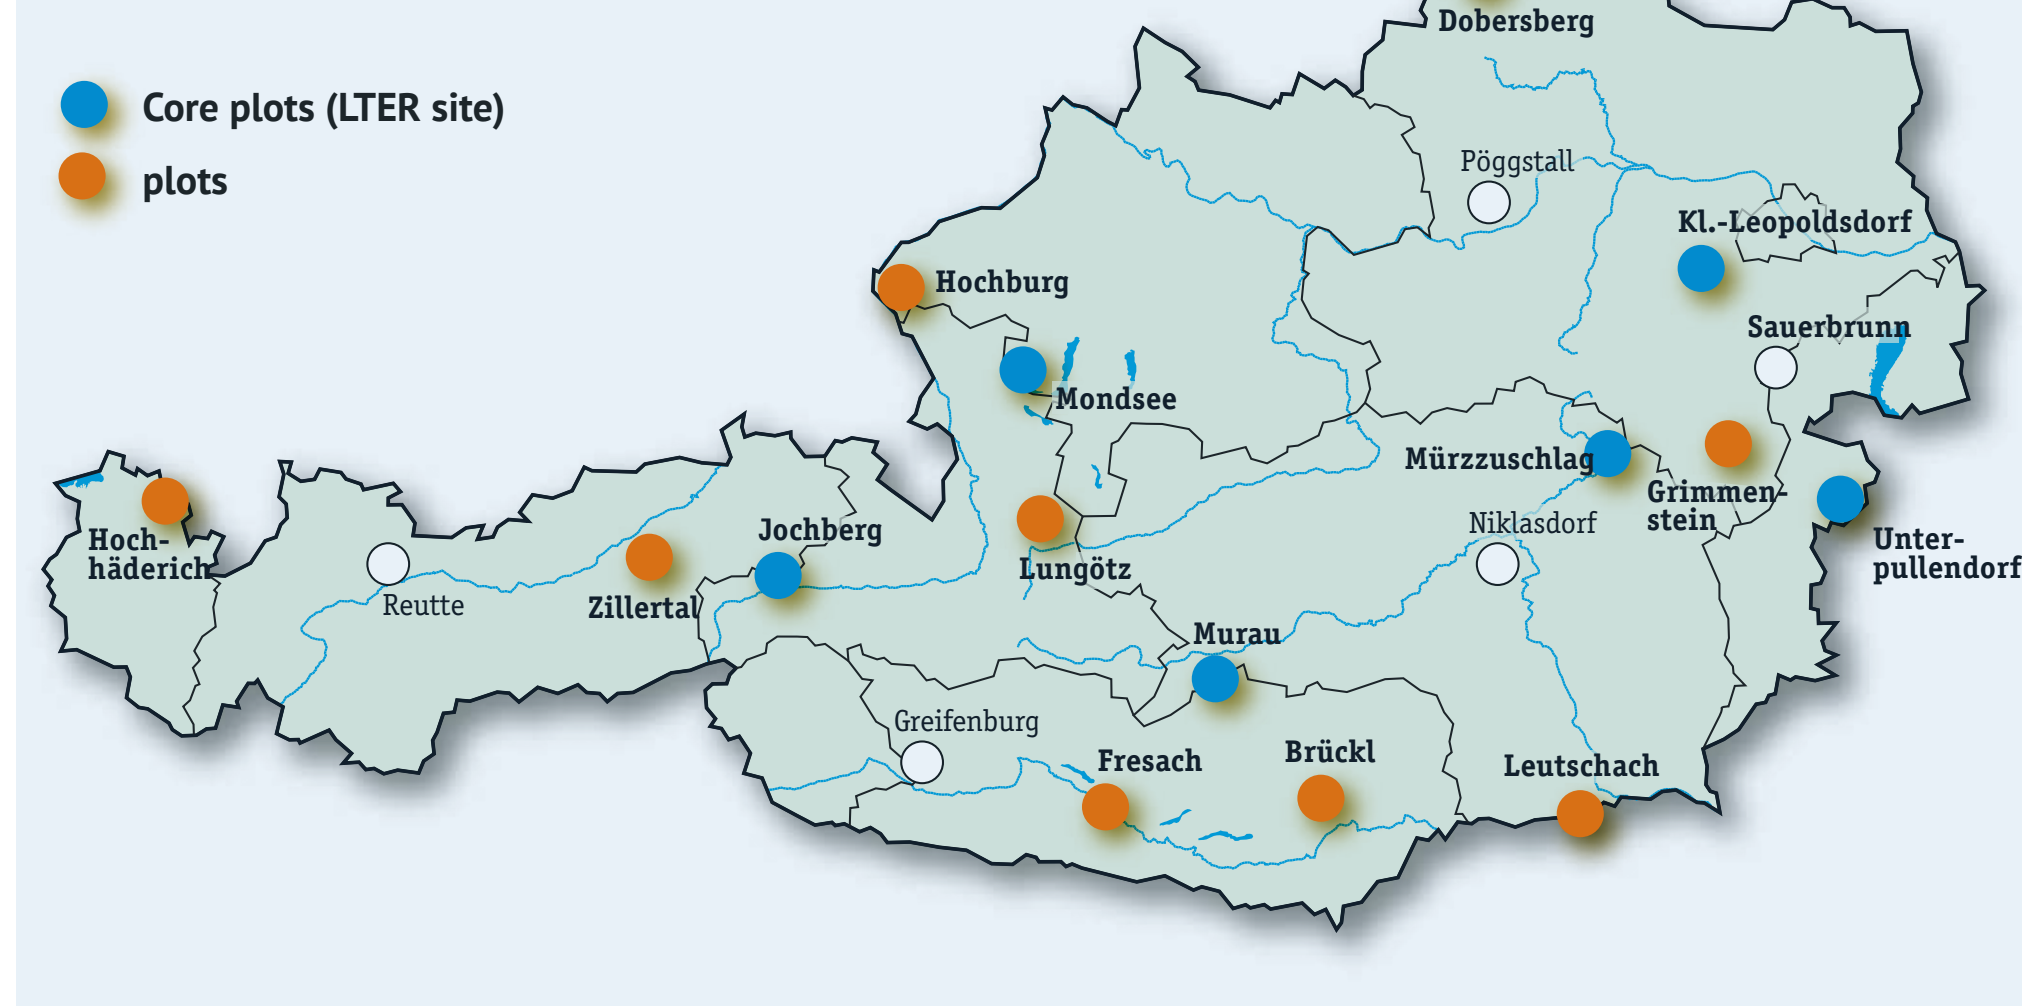 Dobersberg
Core plots (LTER site)
plots
Pöggstall
Kl.-Leopoldsdorf
Hochburg
Sauerbrunn
Mondsee
Mürzzuschlag
Grimmen-
stein
Niklasdorf
Jochberg
Hoch-
häderich
Unter-
pullendorf
Lungötz
Reutte
Zillertal
Murau
Greifenburg
Fresach
Brückl
Leutschach